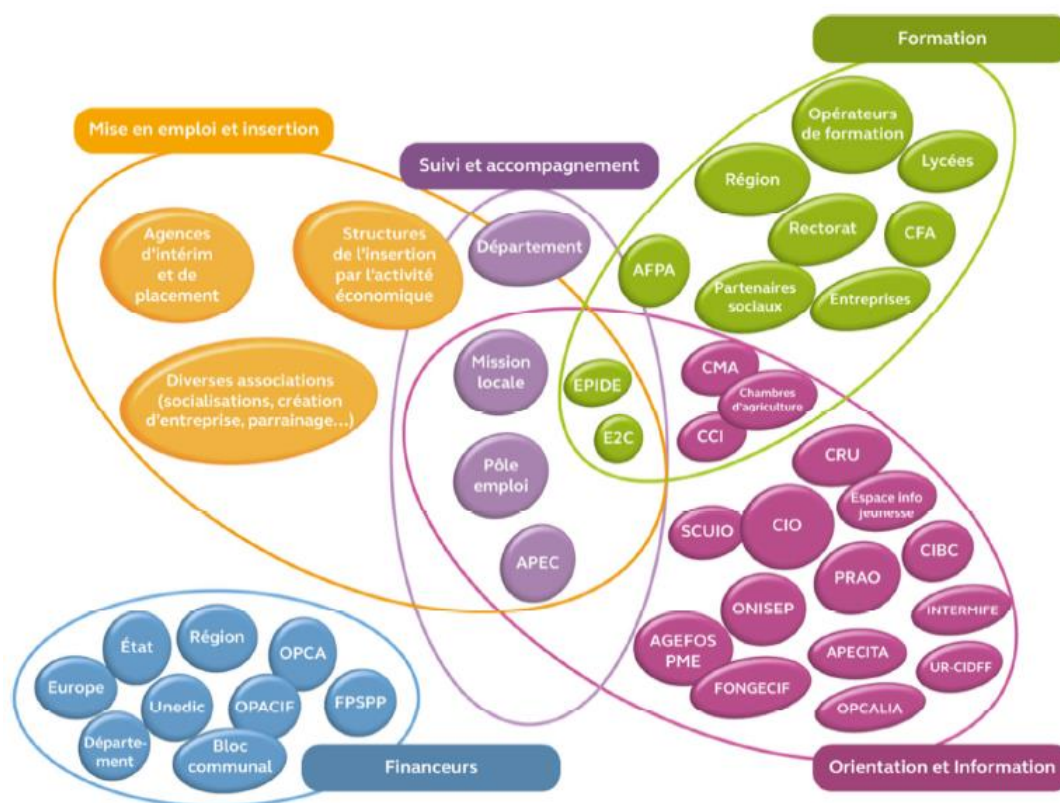 Formation
Mise en emploi et insertion
Suivi et accompagnement
Opérateurs
de formation
Lycées
Région
Rectorat
CFA
AFPA
Partenaires
sociaux
Entreprises
Agences
d'intérim
et de
placement
Structures
de l'insertion
par l'activité
économique
Département
Diverses associations
(socialisations, création
d'entreprise, parrainage...)
Mission
locale
Pôle
emploi
APEC
EPIDE
E2C
CMA
Chambres
d'agriculture
CCI
CRU
Espace info
jeunesse
SCUIO
CIO
CIBC
PRAO
INTERMIFE
ONISEP
AGEFOS
PME
APECITA
UR-CIDFF
FONGECIF
OPCALIA
État
Région
OPCA
Europe
Unedic
OPACIF
FPSPP
Départe-
ment
Bloc
communal
Financeurs
Orientation et Information